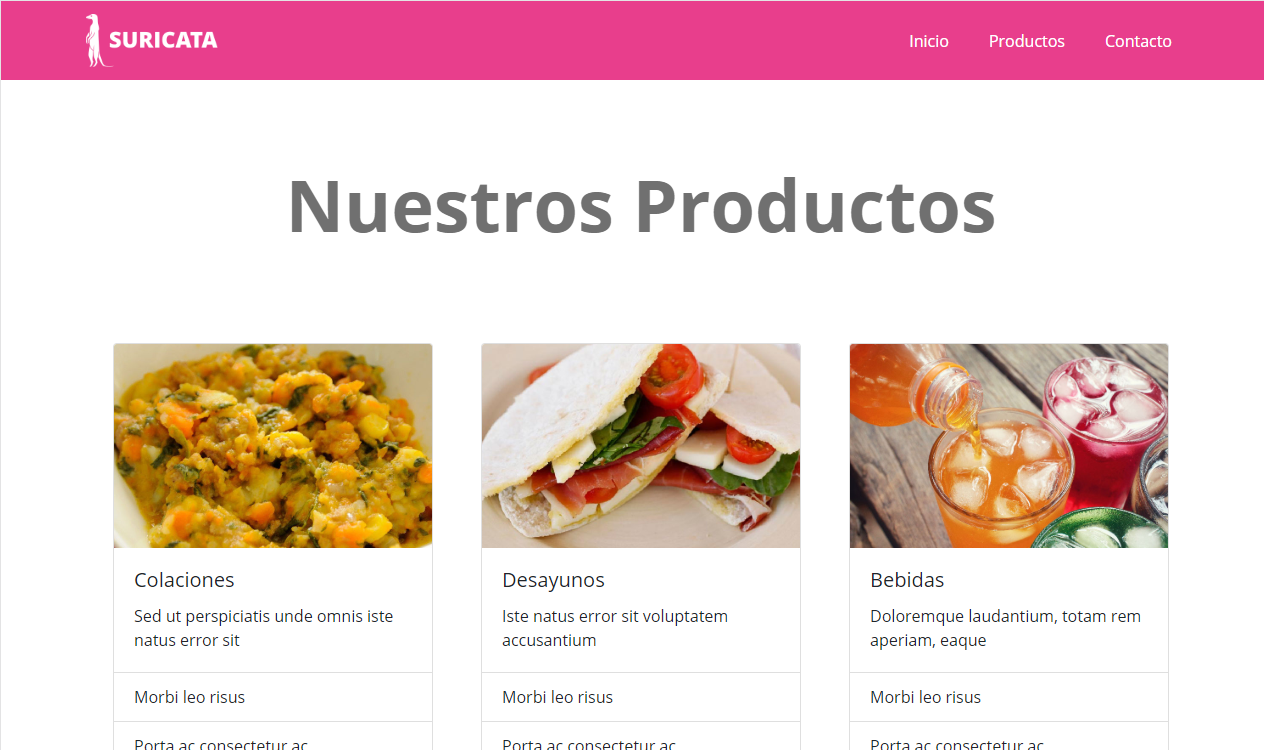 SURICATA
Inicio Productos Contacto
Nuestros Productos
Colaciones
Sed ut perspiciatis unde omnis iste
natus error sit
Morbi leo risus
Porta ac consectetur ac
Desayunos
Iste natus error sit voluptatem
accusantium
Morbi leo risus
Porta ac consectetur ac
Bebidas
Doloremque laudantium, totam rem
aperiam, eaque
Morbi leo risus
Porta ac consectetur ac